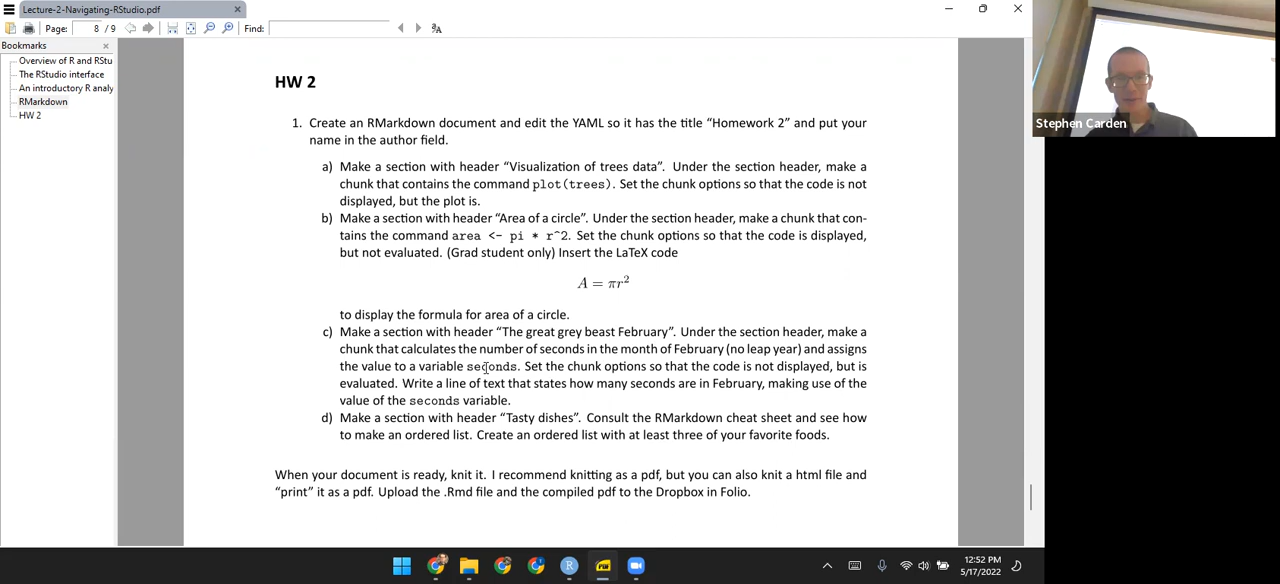 Lecture-2-Navigating-RStudio.pdf
Page: 8 / 9 Find:
Bookmarks
Overview of R and RStu
The RStudio interface
An introductory R analy
RMarkdown
HW 2
HW 2
1. Create an RMarkdown document and edit the YAML so it has the title “Homework 2” and put your
name in the author field.
a) Make a section with header “Visualization of trees data”. Under the section header, make a
chunk that contains the command plot(trees). Set the chunk options so that the code is not
displayed, but the plot is.
b) Make a section with header “Area of a circle”. Under the section header, make a chunk that con-
tains the command area <- pi * r^2. Set the chunk options so that the code is displayed,
but not evaluated. (Grad student only) Insert the LaTeX code
A = πr²
to display the formula for area of a circle.
c) Make a section with header “The great grey beast February”. Under the section header, make a
chunk that calculates the number of seconds in the month of February (no leap year) and assigns
the value to a variable seconds. Set the chunk options so that the code is not displayed, but is
evaluated. Write a line of text that states how many seconds are in February, making use of the
value of the seconds variable.
d) Make a section with header “Tasty dishes”. Consult the RMarkdown cheat sheet and see how
to make an ordered list. Create an ordered list with at least three of your favorite foods.
When your document is ready, knit it. I recommend knitting as a pdf, but you can also knit a html file and
“print” it as a pdf. Upload the .Rmd file and the compiled pdf to the Dropbox in Folio.
Stephen Carden
12:52 PM
5/17/2022